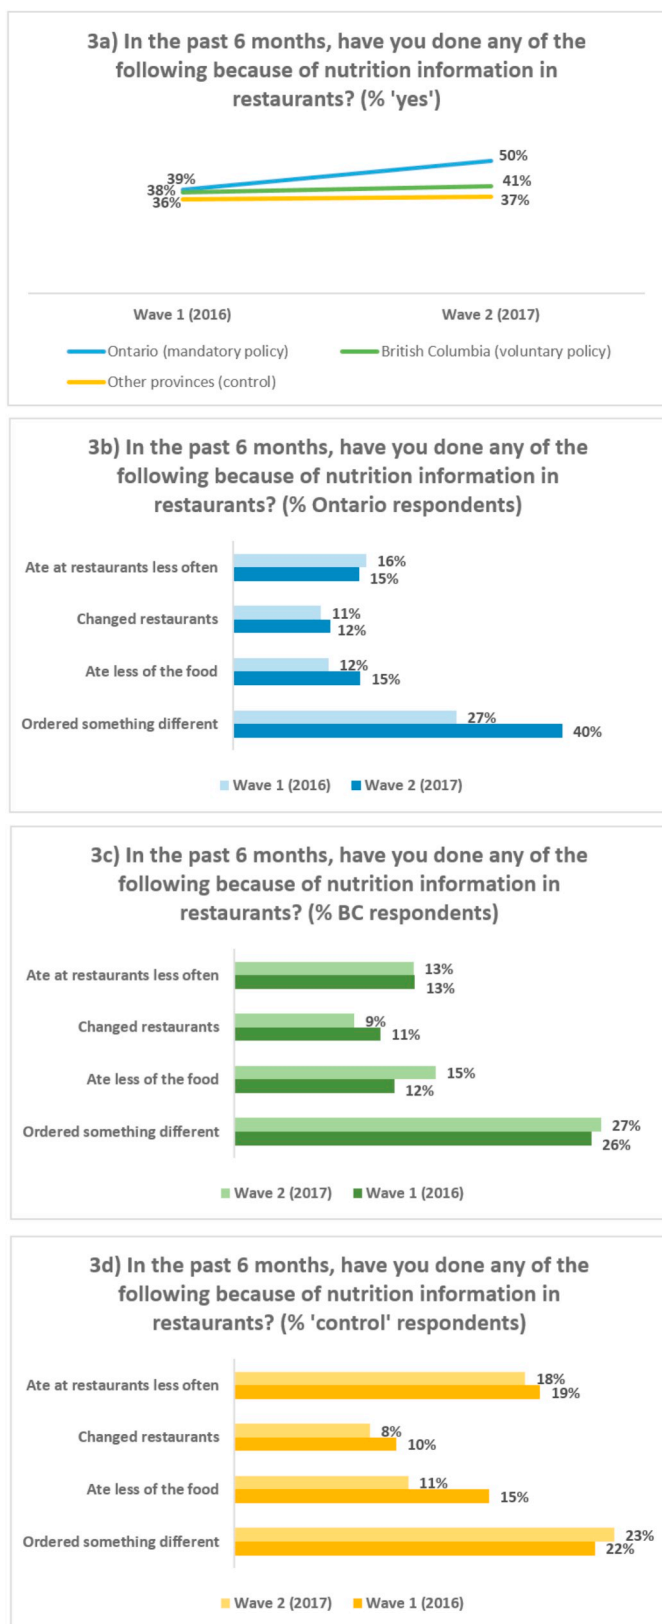 3a) In the past 6 months, have you done any of the
following because of nutrition information in
restaurants? (% 'yes')
50%
39%
38%
41%
36%
37%
Wave 1 (2016) Wave 2 (2017)
Ontario (mandatory policy) British Columbia (voluntary policy)
Other provinces (control)
3b) In the past 6 months, have you done any of the
following because of nutrition information in
restaurants? (% Ontario respondents)
Ate at restaurants less often 16%
15%
Changed restaurants 11%
12%
Ate less of the food 12%
15%
Ordered something different 27%
40%
Wave 1 (2016) Wave 2 (2017)
3c) In the past 6 months, have you done any of the
following because of nutrition information in
restaurants? (% BC respondents)
Ate at restaurants less often 13%
13%
Changed restaurants 9%
11%
Ate less of the food 15%
12%
Ordered something different 27%
26%
Wave 2 (2017) Wave 1 (2016)
3d) In the past 6 months, have you done any of the
following because of nutrition information in
restaurants? (% 'control' respondents)
Ate at restaurants less often 18%
19%
Changed restaurants 8%
10%
Ate less of the food 11%
15%
Ordered something different 23%
22%
Wave 2 (2017) Wave 1 (2016)